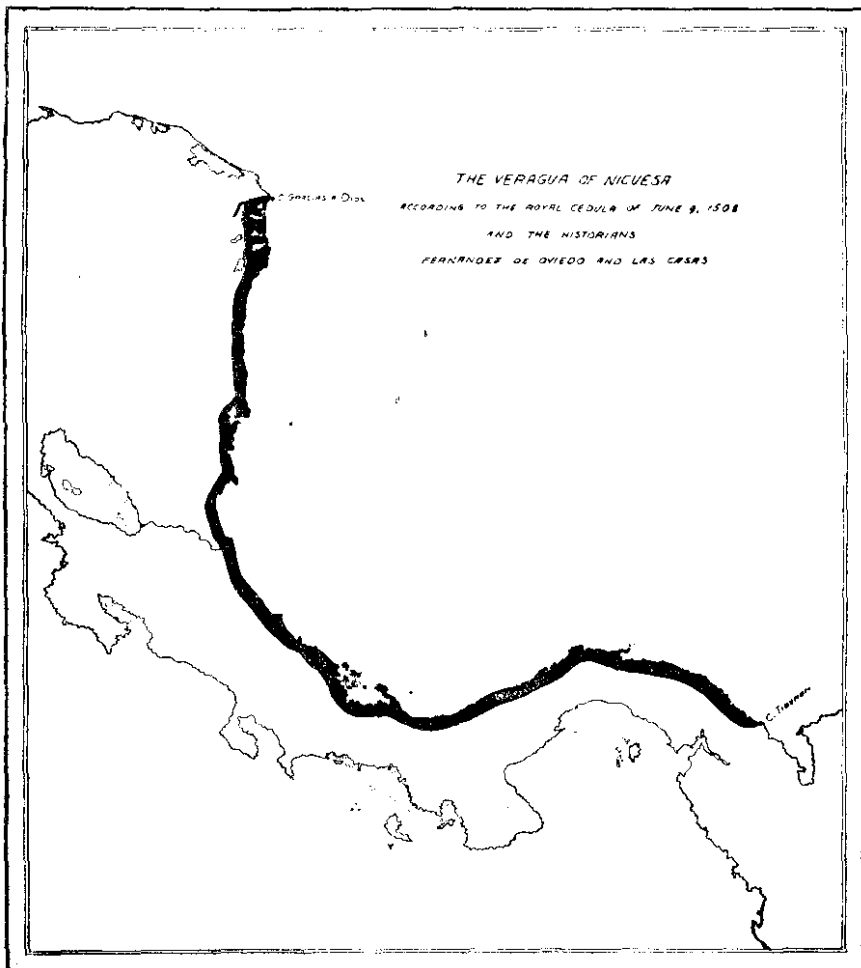 THE VERAGUA OF NICUESA
ACCORDING TO THE ROYAL CEDULA OF JUNE 9, 1508
AND THE HISTORIANS
FERNANDEZ DE OVIEDO AND LAS CASAS
C. GRACIAS A DIOS
C. Tiburon